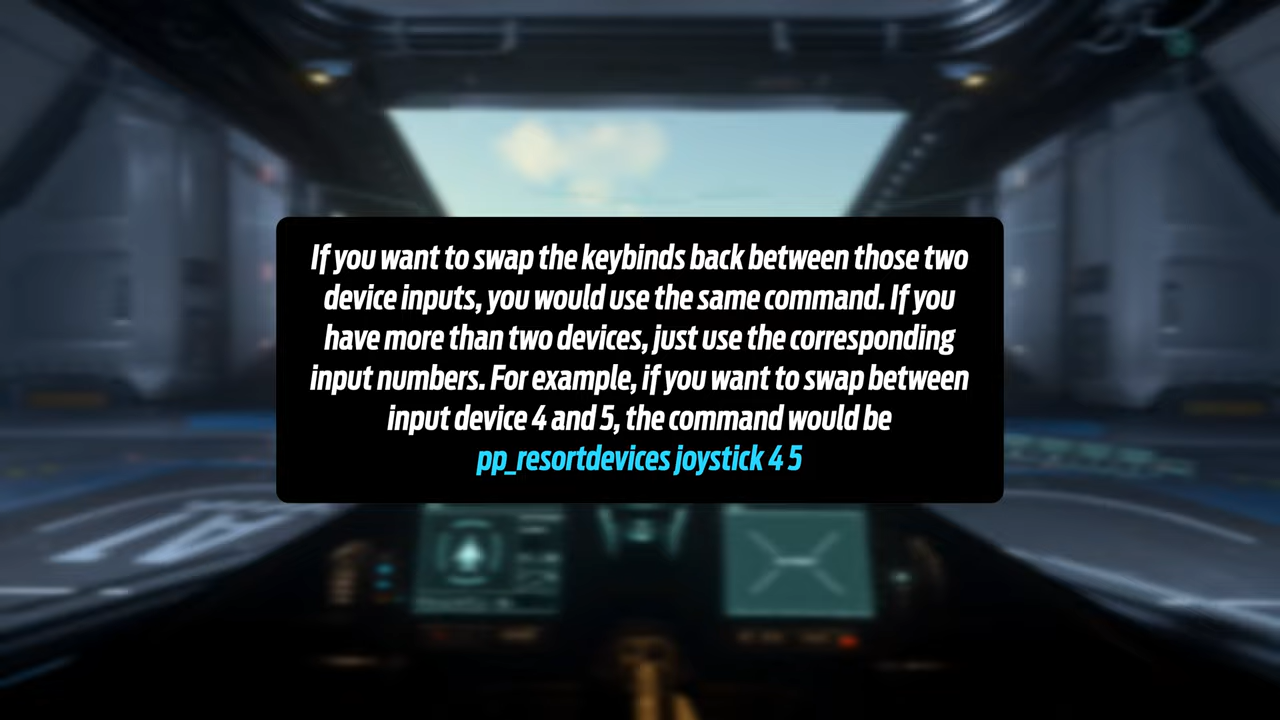 If you want to swap the keybinds back between those two
device inputs, you would use the same command. If you
have more than two devices, just use the corresponding
input numbers. For example, if you want to swap between
input device 4 and 5, the command would be
pp_resortdevices joystick 4 5